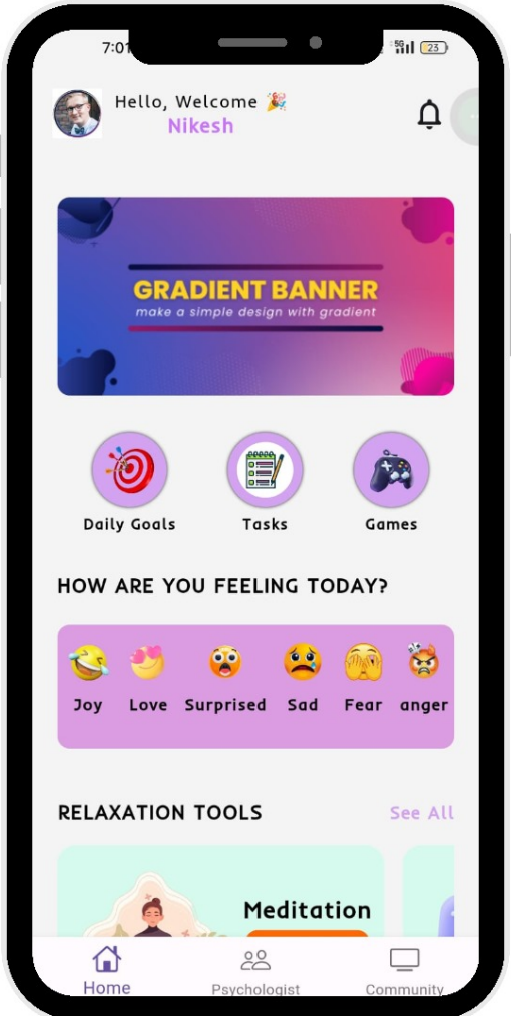 7:01
5G 23
Hello, Welcome 🎉
Nikesh
GRADIENT BANNER
make a simple design with gradient
Daily Goals Tasks Games
HOW ARE YOU FEELING TODAY?
Joy Love Surprised Sad Fear anger
RELAXATION TOOLS See All
Meditation
Home Psychologist Community